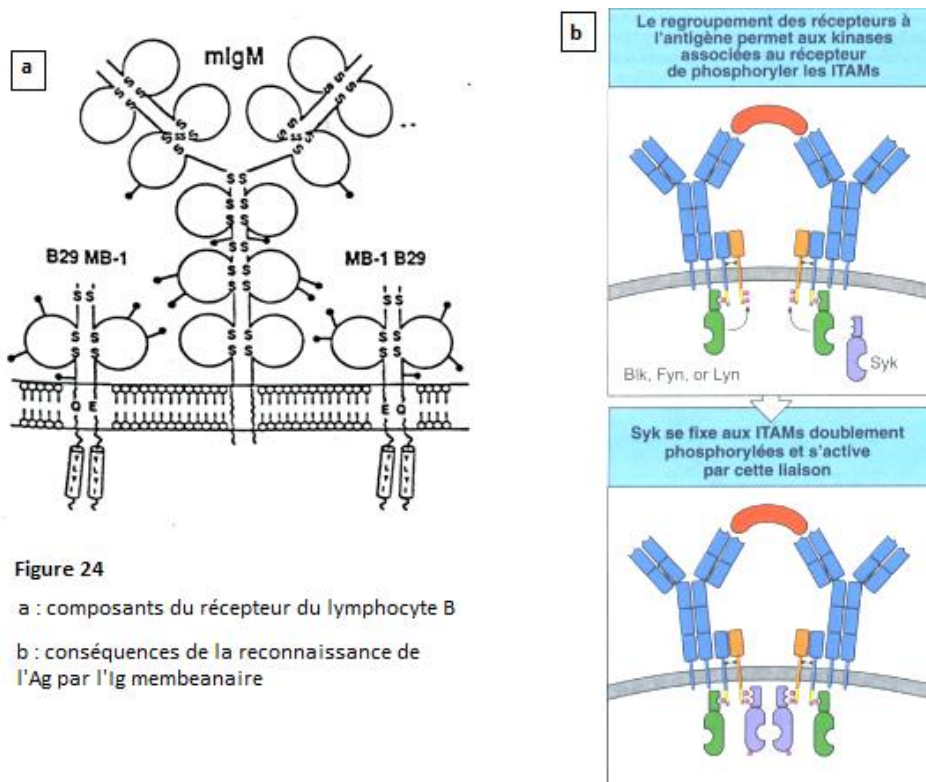 a
mIgM
B29 MB-1
MB-1 B29
Q E
E Q
Figure 24
a : composants du récepteur du lymphocyte B
b : conséquences de la reconnaissance de
l'Ag par l'Ig membeanaire
b
Le regroupement des récepteurs à
l'antigène permet aux kinases
associées au récepteur
de phosphoryler les ITAMs
Blk, Fyn, or Lyn
Syk
Syk se fixe aux ITAMs doublement
phosphorylées et s'active
par cette liaison